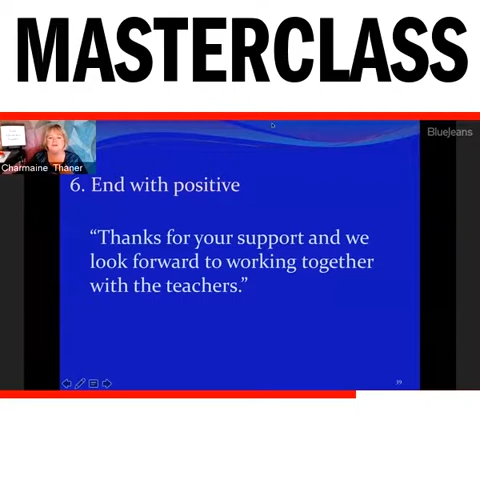 MASTERCLASS
BlueJeans
Charmaine Thaner
6. End with positive
“Thanks for your support and we
look forward to working together
with the teachers.”
39